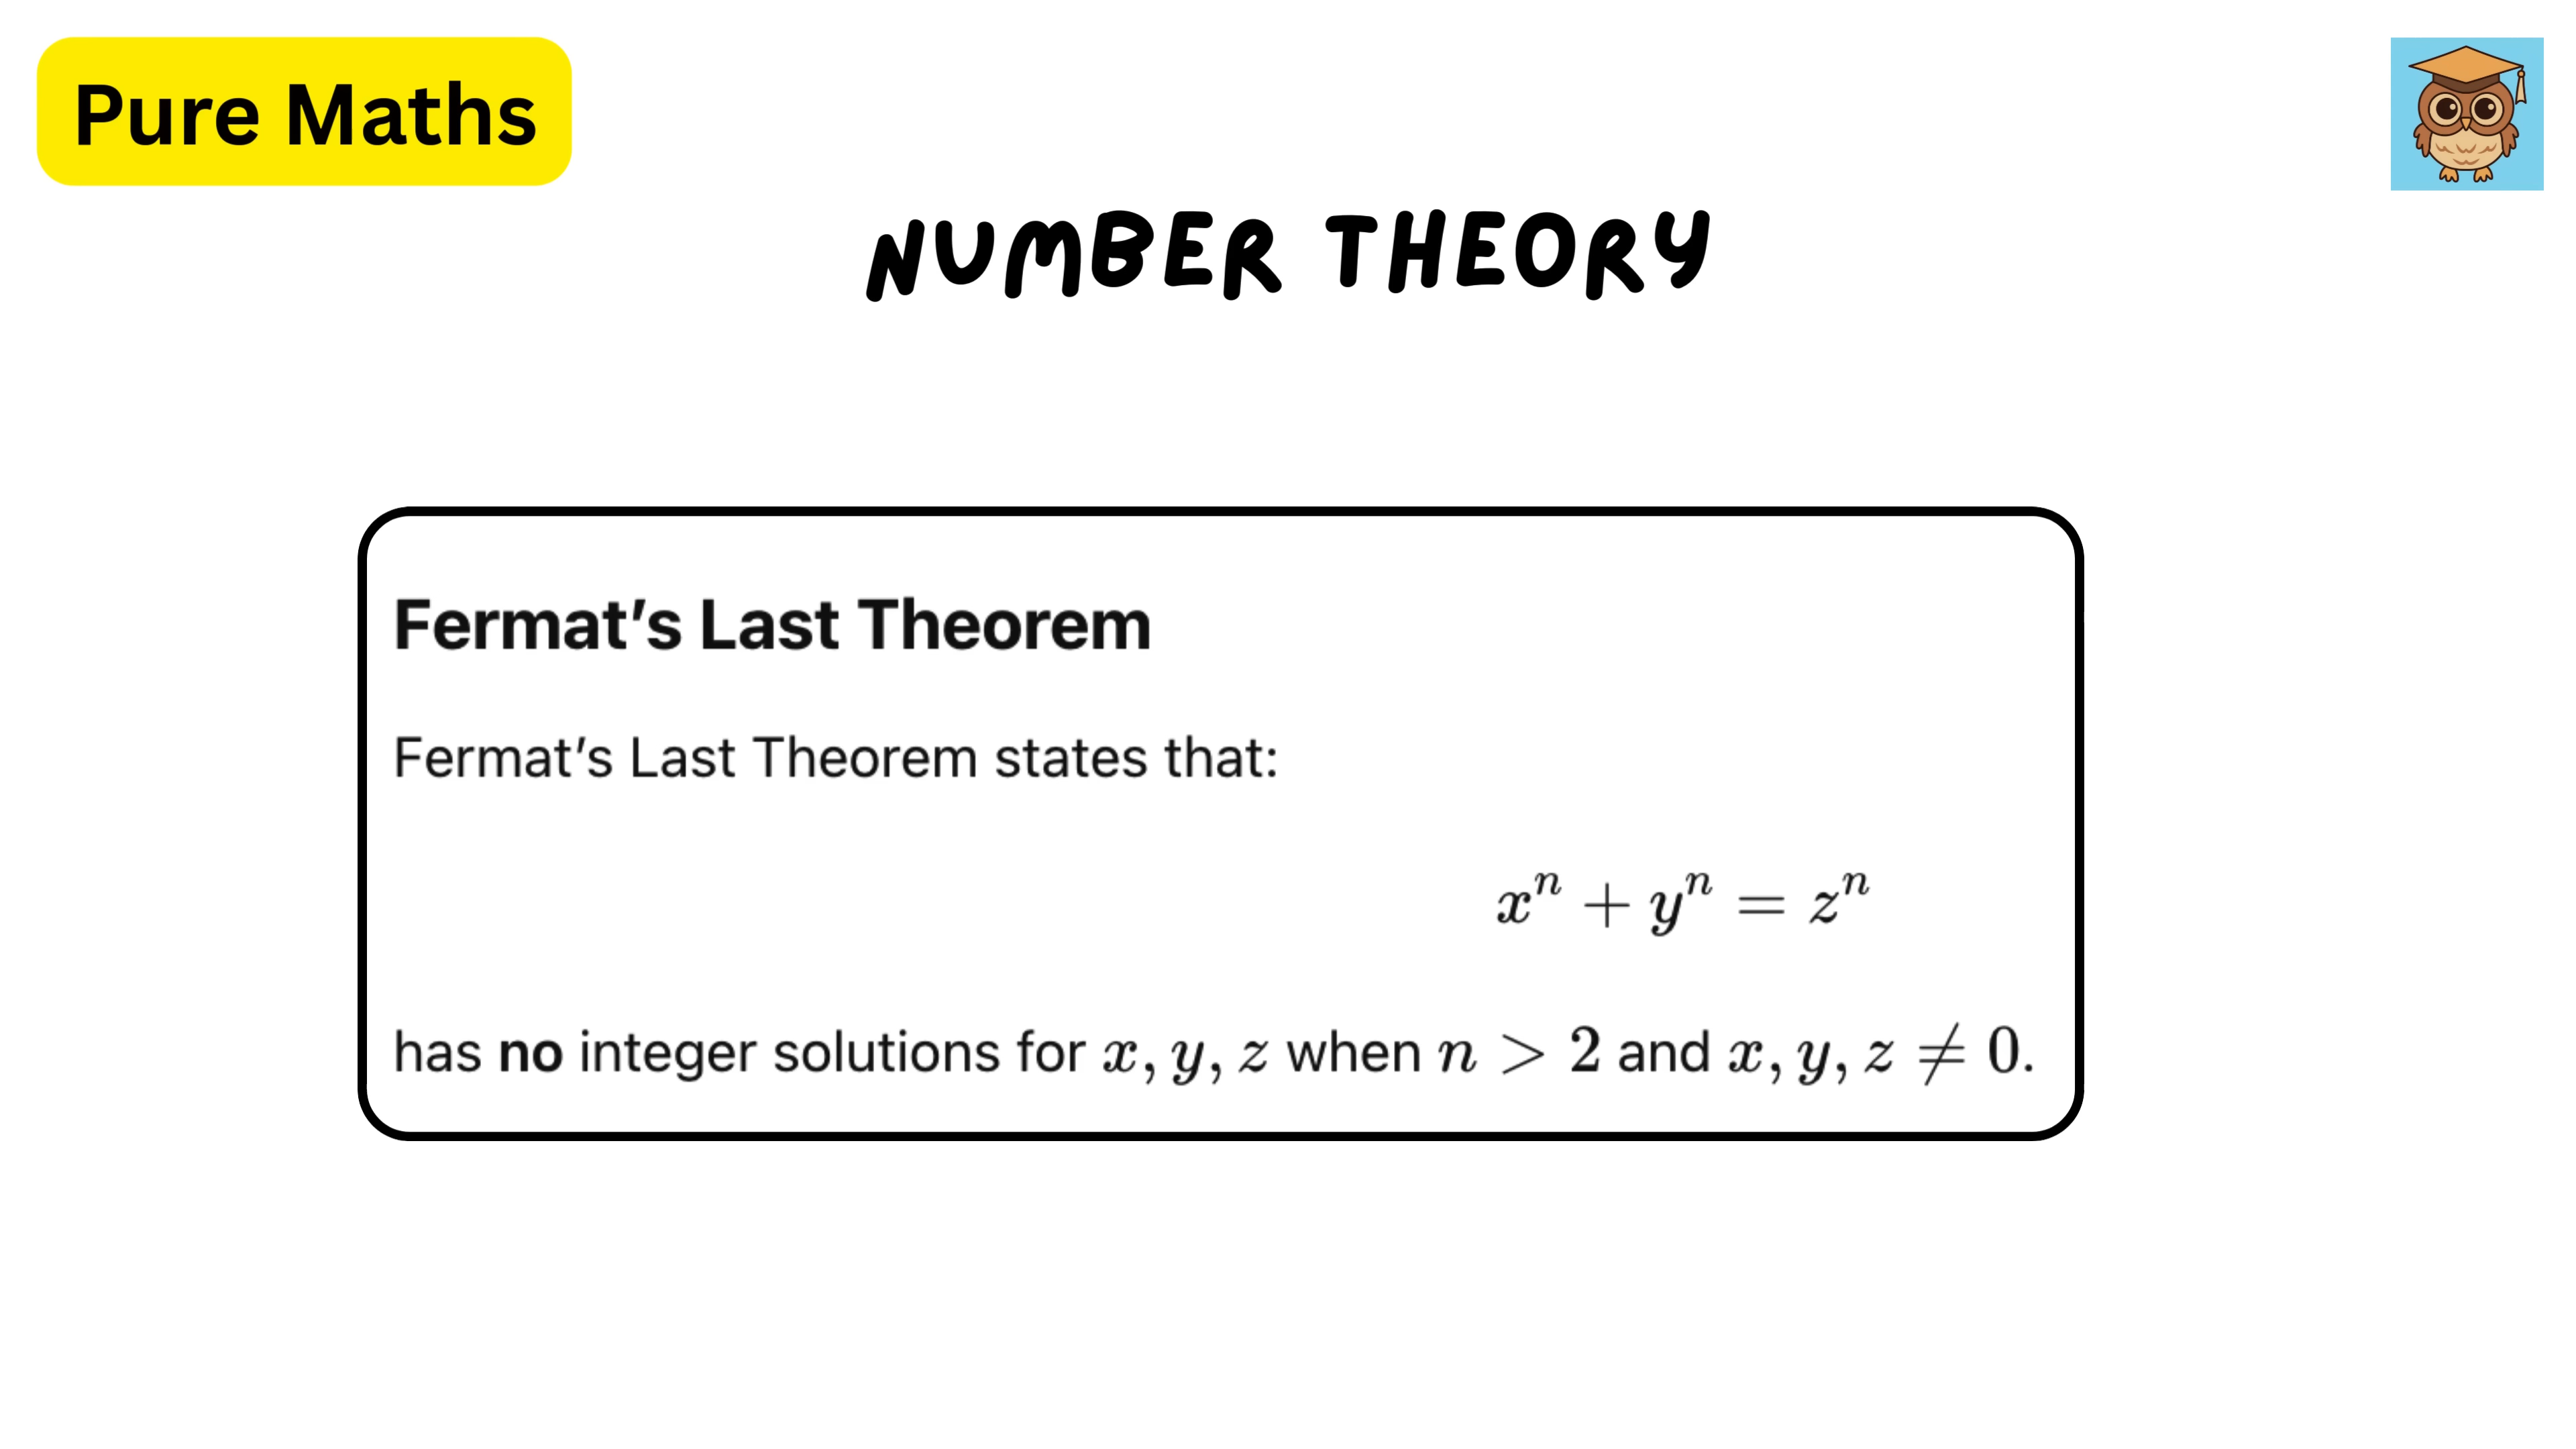 Pure Maths
NUMBER THEORY
Fermat’s Last Theorem
Fermat’s Last Theorem states that:
xⁿ + yⁿ = zⁿ
has no integer solutions for x, y, z when n > 2 and x, y, z ≠ 0.